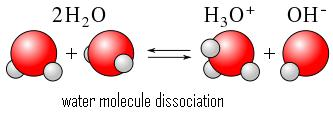 2H₂O H₃O⁺ OH⁻
+ ⇌ +
water molecule dissociation